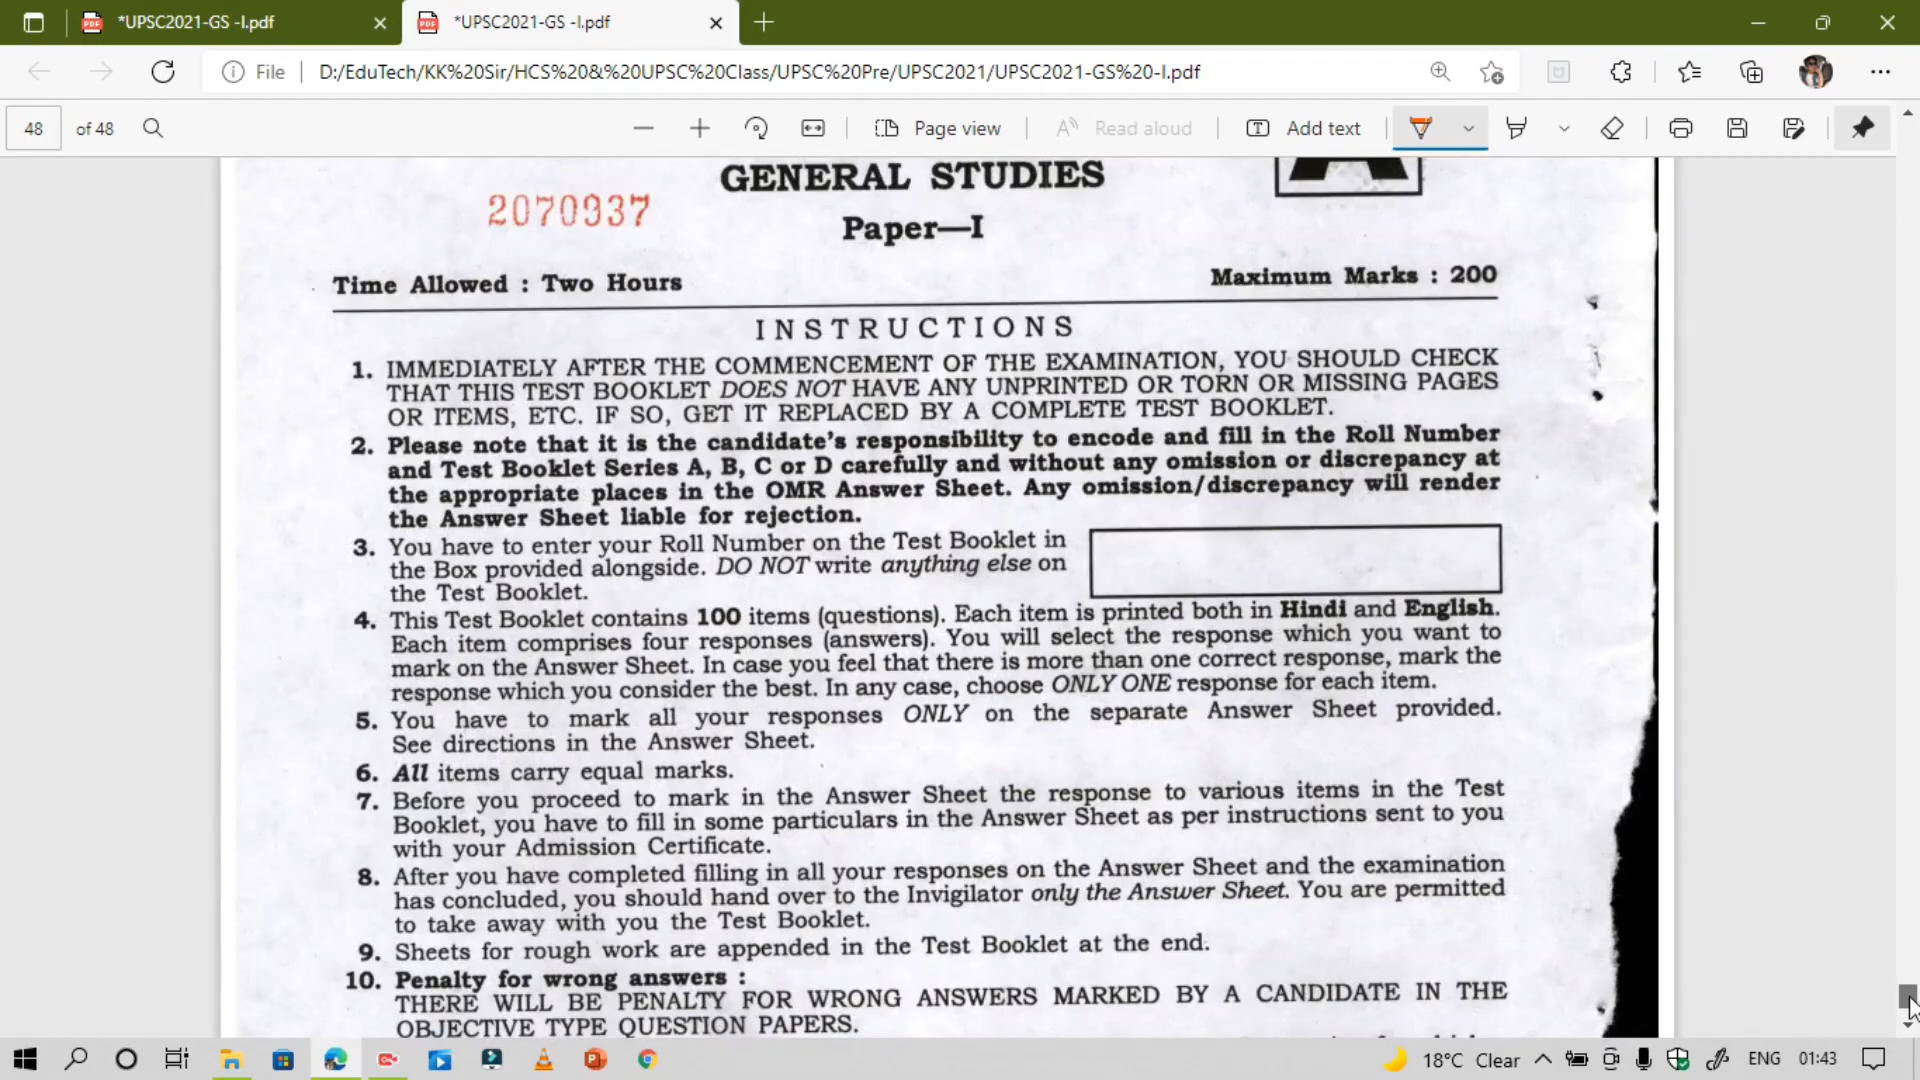 *UPSC2021-GS -I.pdf
*UPSC2021-GS -I.pdf
File
D:/EduTech/KK%20Sir/HCS%20&%20UPSC%20Class/UPSC%20Pre/UPSC2021/UPSC2021-GS%20-I.pdf
48 of 48
Page view
Read aloud
Add text
GENERAL STUDIES
2070937
Paper—I
Time Allowed : Two Hours
Maximum Marks : 200
INSTRUCTIONS
1. IMMEDIATELY AFTER THE COMMENCEMENT OF THE EXAMINATION, YOU SHOULD CHECK
THAT THIS TEST BOOKLET DOES NOT HAVE ANY UNPRINTED OR TORN OR MISSING PAGES
OR ITEMS, ETC. IF SO, GET IT REPLACED BY A COMPLETE TEST BOOKLET.
2. Please note that it is the candidate's responsibility to encode and fill in the Roll Number
and Test Booklet Series A, B, C or D carefully and without any omission or discrepancy at
the appropriate places in the OMR Answer Sheet. Any omission/discrepancy will render
the Answer Sheet liable for rejection.
3. You have to enter your Roll Number on the Test Booklet in
the Box provided alongside. DO NOT write anything else on
the Test Booklet.
4. This Test Booklet contains 100 items (questions). Each item is printed both in Hindi and English.
Each item comprises four responses (answers). You will select the response which you want to
mark on the Answer Sheet. In case you feel that there is more than one correct response, mark the
response which you consider the best. In any case, choose ONLY ONE response for each item.
5. You have to mark all your responses ONLY on the separate Answer Sheet provided.
See directions in the Answer Sheet.
6. All items carry equal marks.
7. Before you proceed to mark in the Answer Sheet the response to various items in the Test
Booklet, you have to fill in some particulars in the Answer Sheet as per instructions sent to you
with your Admission Certificate.
8. After you have completed filling in all your responses on the Answer Sheet and the examination
has concluded, you should hand over to the Invigilator only the Answer Sheet. You are permitted
to take away with you the Test Booklet.
9. Sheets for rough work are appended in the Test Booklet at the end.
10. Penalty for wrong answers :
THERE WILL BE PENALTY FOR WRONG ANSWERS MARKED BY A CANDIDATE IN THE
OBJECTIVE TYPE QUESTION PAPERS.
18°C Clear
ENG
01:43